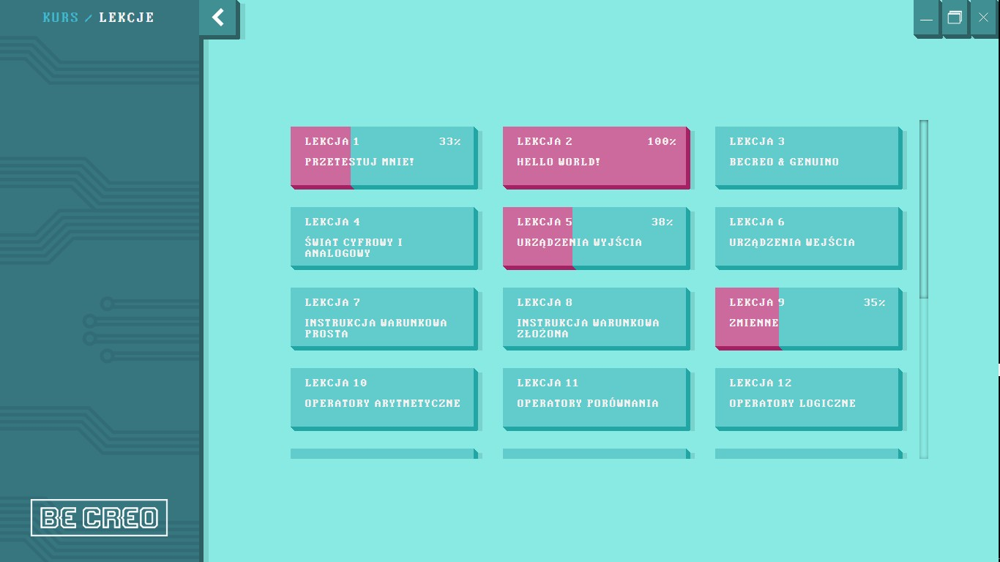 KURS / LEKCJE
LEKCJA 1 33%
PRZETESTUJ MNIE!
LEKCJA 2 100%
HELLO WORLD!
LEKCJA 3
BECREO & GENUINO
LEKCJA 4
ŚWIAT CYFROWY I
ANALOGOWY
LEKCJA 5 38%
URZĄDZENIA WYJŚCIA
LEKCJA 6
URZĄDZENIA WEJŚCIA
LEKCJA 7
INSTRUKCJA WARUNKOWA
PROSTA
LEKCJA 8
INSTRUKCJA WARUNKOWA
ZŁOŻONA
LEKCJA 9 35%
ZMIENNE
LEKCJA 10
OPERATORY ARYTMETYCZNE
LEKCJA 11
OPERATORY PORÓWNANIA
LEKCJA 12
OPERATORY LOGICZNE
BE CREO